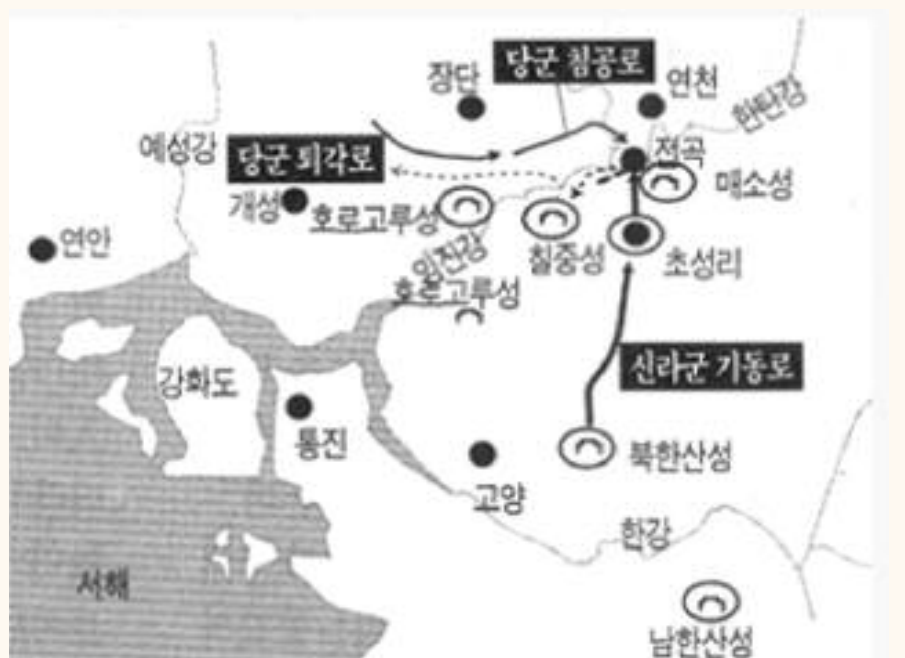 당군 침공로
장단
연천
한탄강
예성강
당군 퇴각로
전곡
매소성
개성
호로고루성
칠중성
초성리
연안
임진강
호로고루성
강화도
신라군 기동로
통진
북한산성
고양
한강
서해
남한산성